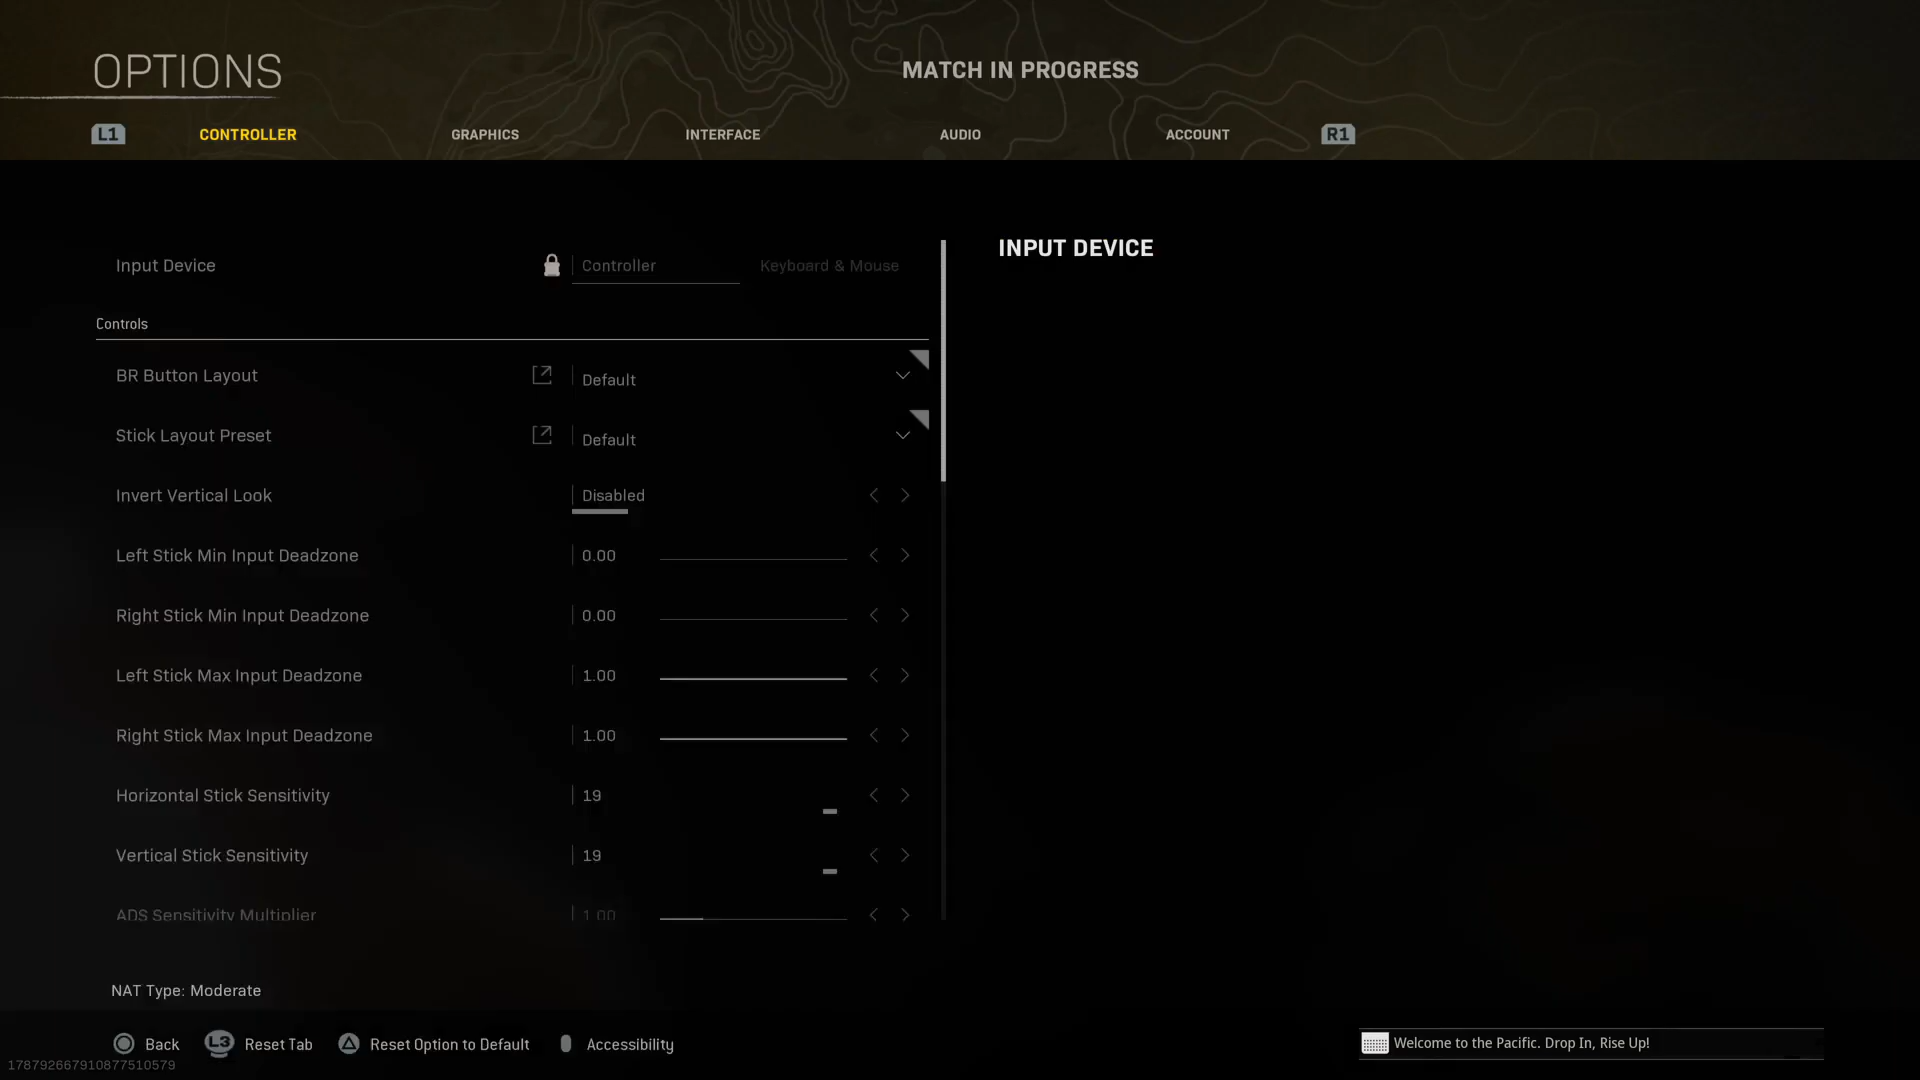 OPTIONS
MATCH IN PROGRESS
L1 CONTROLLER GRAPHICS INTERFACE AUDIO ACCOUNT R1
INPUT DEVICE
Input Device Controller Keyboard & Mouse
Controls
BR Button Layout Default
Stick Layout Preset Default
Invert Vertical Look Disabled
Left Stick Min Input Deadzone 0.00
Right Stick Min Input Deadzone 0.00
Left Stick Max Input Deadzone 1.00
Right Stick Max Input Deadzone 1.00
Horizontal Stick Sensitivity 19
Vertical Stick Sensitivity 19
ADS Sensitivity Multiplier 1.00
NAT Type: Moderate
Back L3 Reset Tab Reset Option to Default Accessibility
Welcome to the Pacific. Drop In, Rise Up!
178792667910877510579